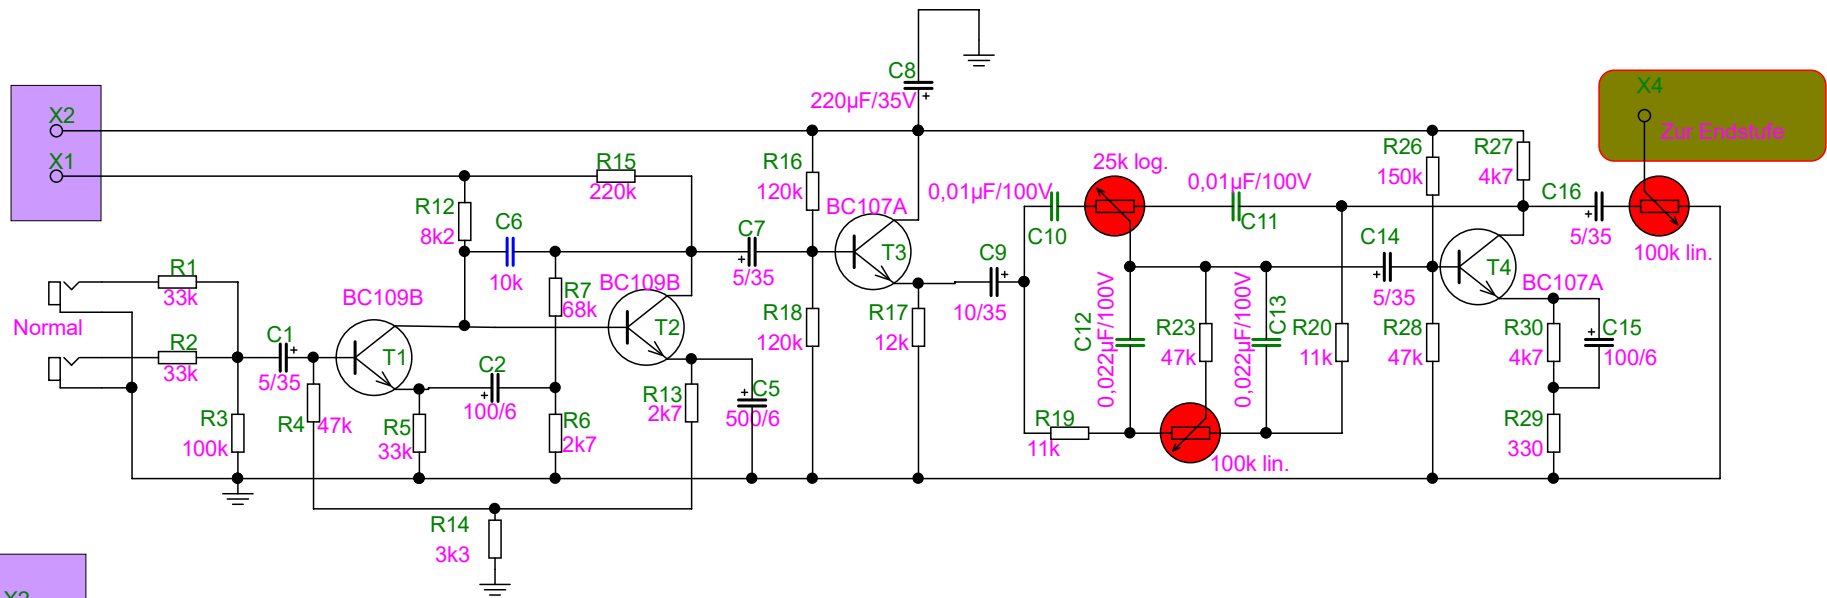 X2
X1
Normal
R1
33k
R2
33k
R3
100k
C1
5/35
R4
47k
BC109B
T1
R5
33k
R12
8k2
C6
10k
C2
100/6
R7
68k
R6
2k7
R15
220k
BC109B
T2
R13
2k7
C5
500/6
R14
3k3
C7
5/35
R16
120k
R18
120k
C8
220µF/35V
BC107A
T3
R17
12k
C9
10/35
0,01µF/100V
C10
25k log.
0,01µF/100V
C11
C12
0,022µF/100V
R23
47k
0,022µF/100V
C13
R20
11k
R19
11k
100k lin.
C14
5/35
R26
150k
R28
47k
R27
4k7
T4
BC107A
R30
4k7
C15
100/6
R29
330
C16
5/35
X4
Zur Endstufe
100k lin.